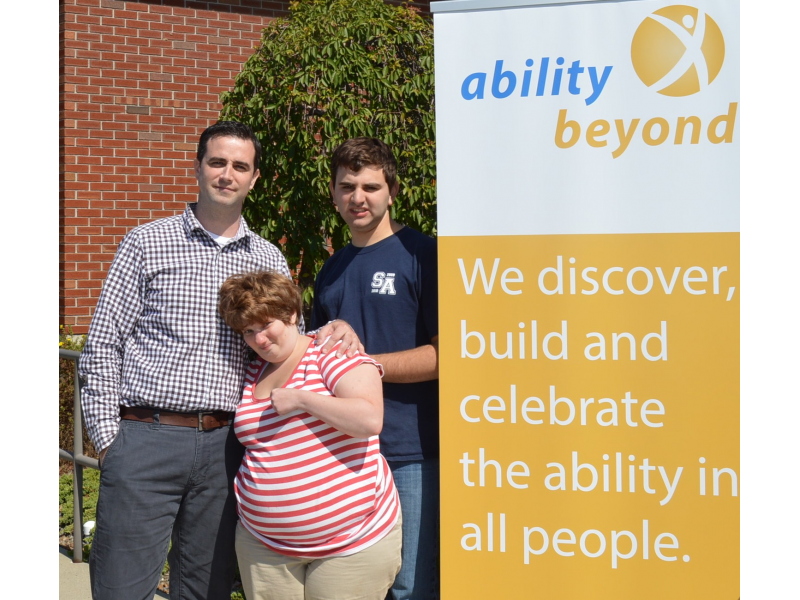 ability
beyond
SA
We discover,
build and
celebrate
the ability in
all people.